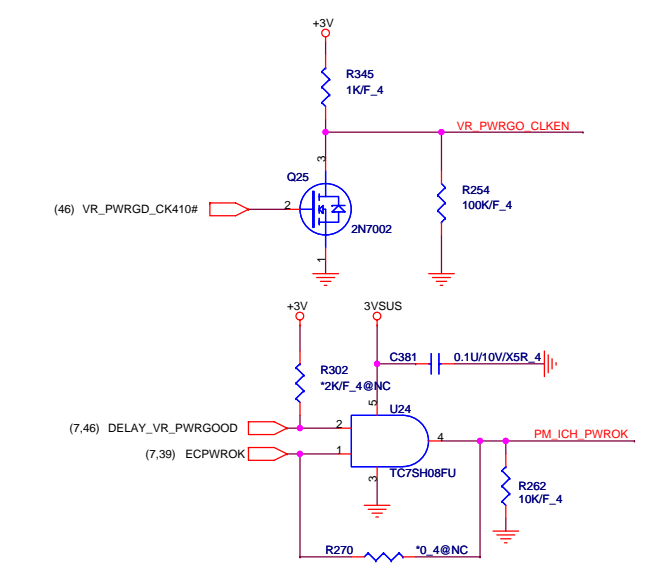 +3V
R345
1K/F_4
VR_PWRGO_CLKEN
3
Q25
(46) VR_PWRGD_CK410#
2
R254
100K/F_4
2N7002
1
+3V
3VSUS
C381
0.1U/10V/X5R_4
R302
*2K/F_4@NC
5
U24
(7,46) DELAY_VR_PWRGOOD
2
4
PM_ICH_PWROK
(7,39) ECPWROK
1
3
TC7SH08FU
R262
10K/F_4
R270
*0_4@NC